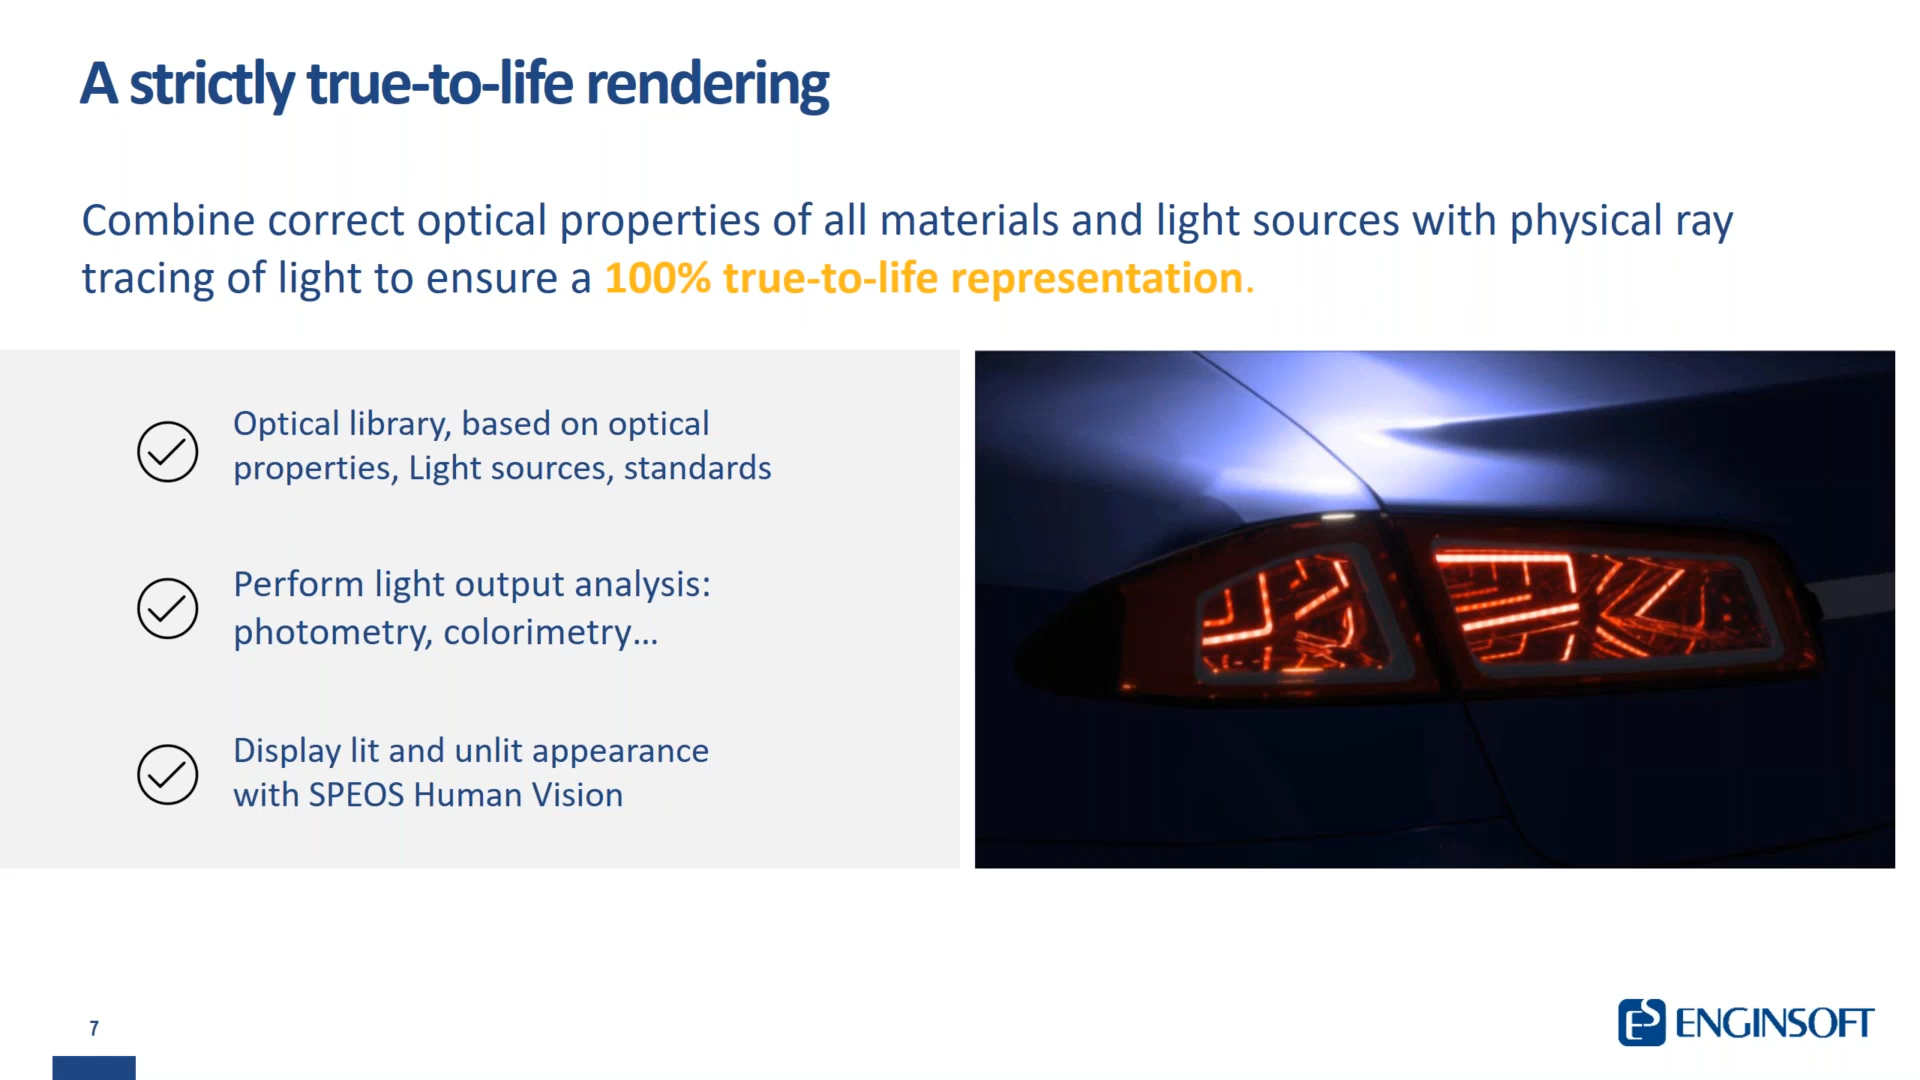 A strictly true-to-life rendering
Combine correct optical properties of all materials and light sources with physical ray
tracing of light to ensure a 100% true-to-life representation.
Optical library, based on optical
properties, Light sources, standards
Perform light output analysis:
photometry, colorimetry...
Display lit and unlit appearance
with SPEOS Human Vision
7
ES ENGINSOFT